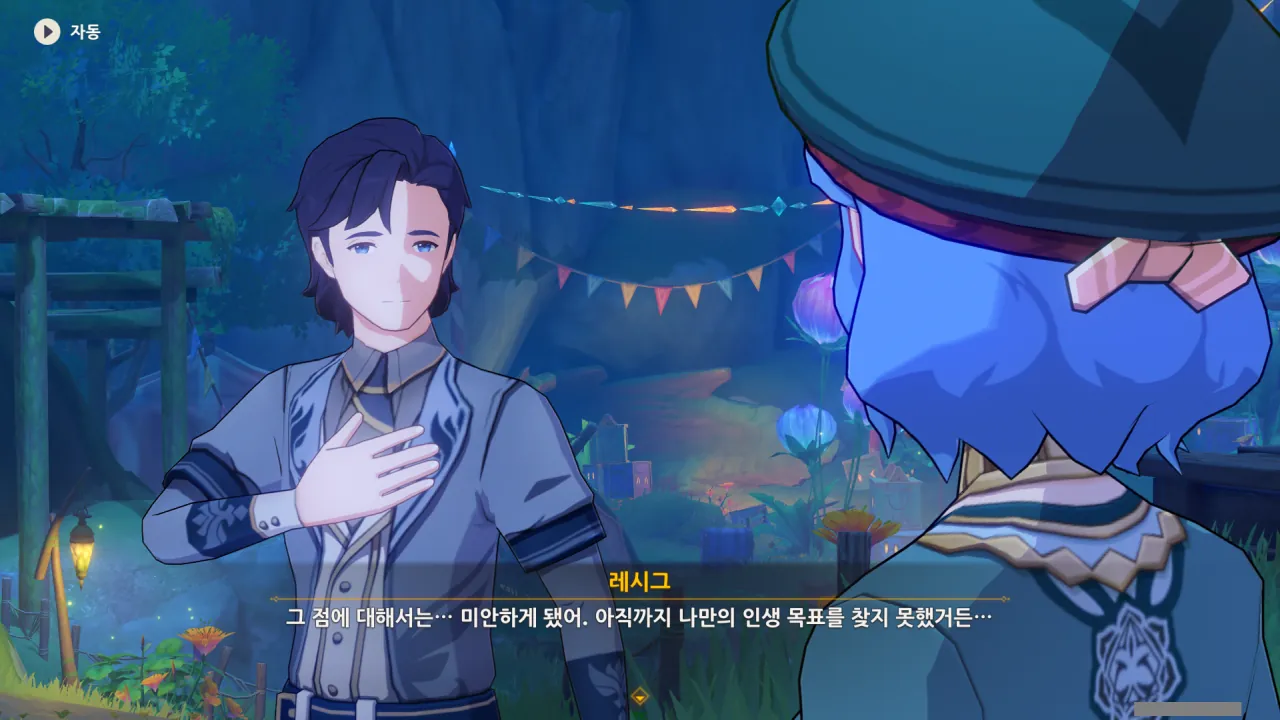 자동
레시그
그 점에 대해서는… 미안하게 됐어. 아직까지 나만의 인생 목표를 찾지 못했거든…